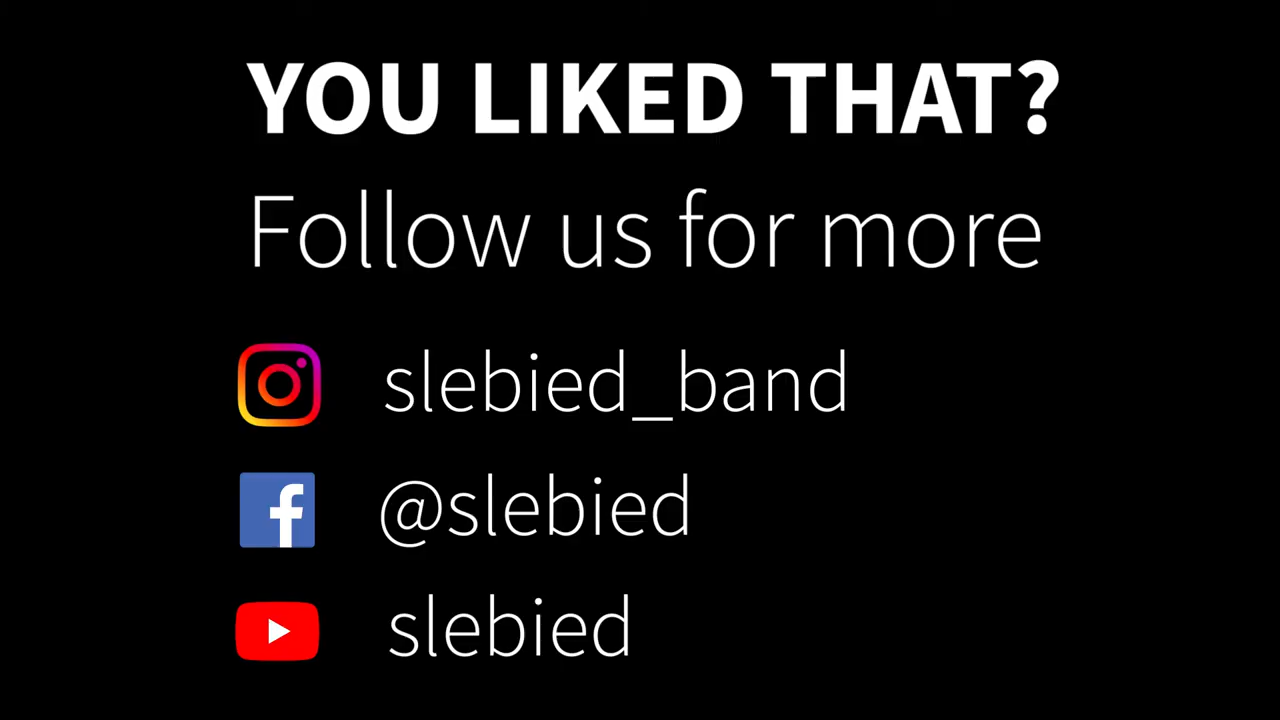 YOU LIKED THAT?
Follow us for more
slebied_band
@slebied
slebied